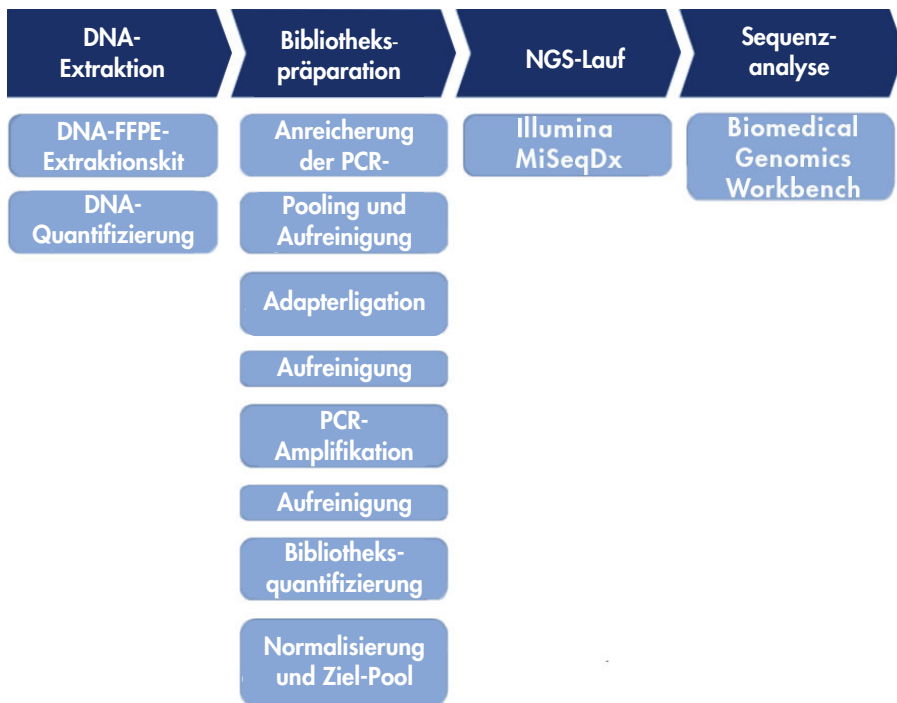 DNA-
Extraktion
Bibliotheks-
präparation
NGS-Lauf
Sequenz-
analyse
DNA-FFPE-
Extraktionskit
DNA-
Quantifizierung
Anreicherung
der PCR-
Pooling und
Aufreinigung
Adapterligation
Aufreinigung
PCR-
Amplifikation
Aufreinigung
Bibliotheks-
quantifizierung
Normalisierung
und Ziel-Pool
Illumina
MiSeqDx
Biomedical
Genomics
Workbench